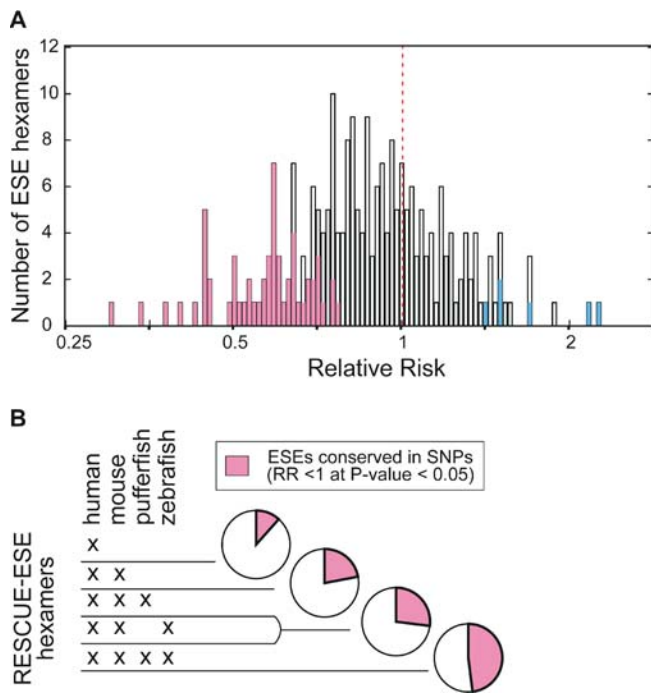 A
Number of ESE hexamers
12
10
8
6
4
2
0
0.25
0.5
1
2
Relative Risk
B
human
mouse
pufferfish
zebrafish
ESEs conserved in SNPs
(RR <1 at P-value < 0.05)
RESCUE-ESE
hexamers
x
x x
x x x
x x x
x x x x